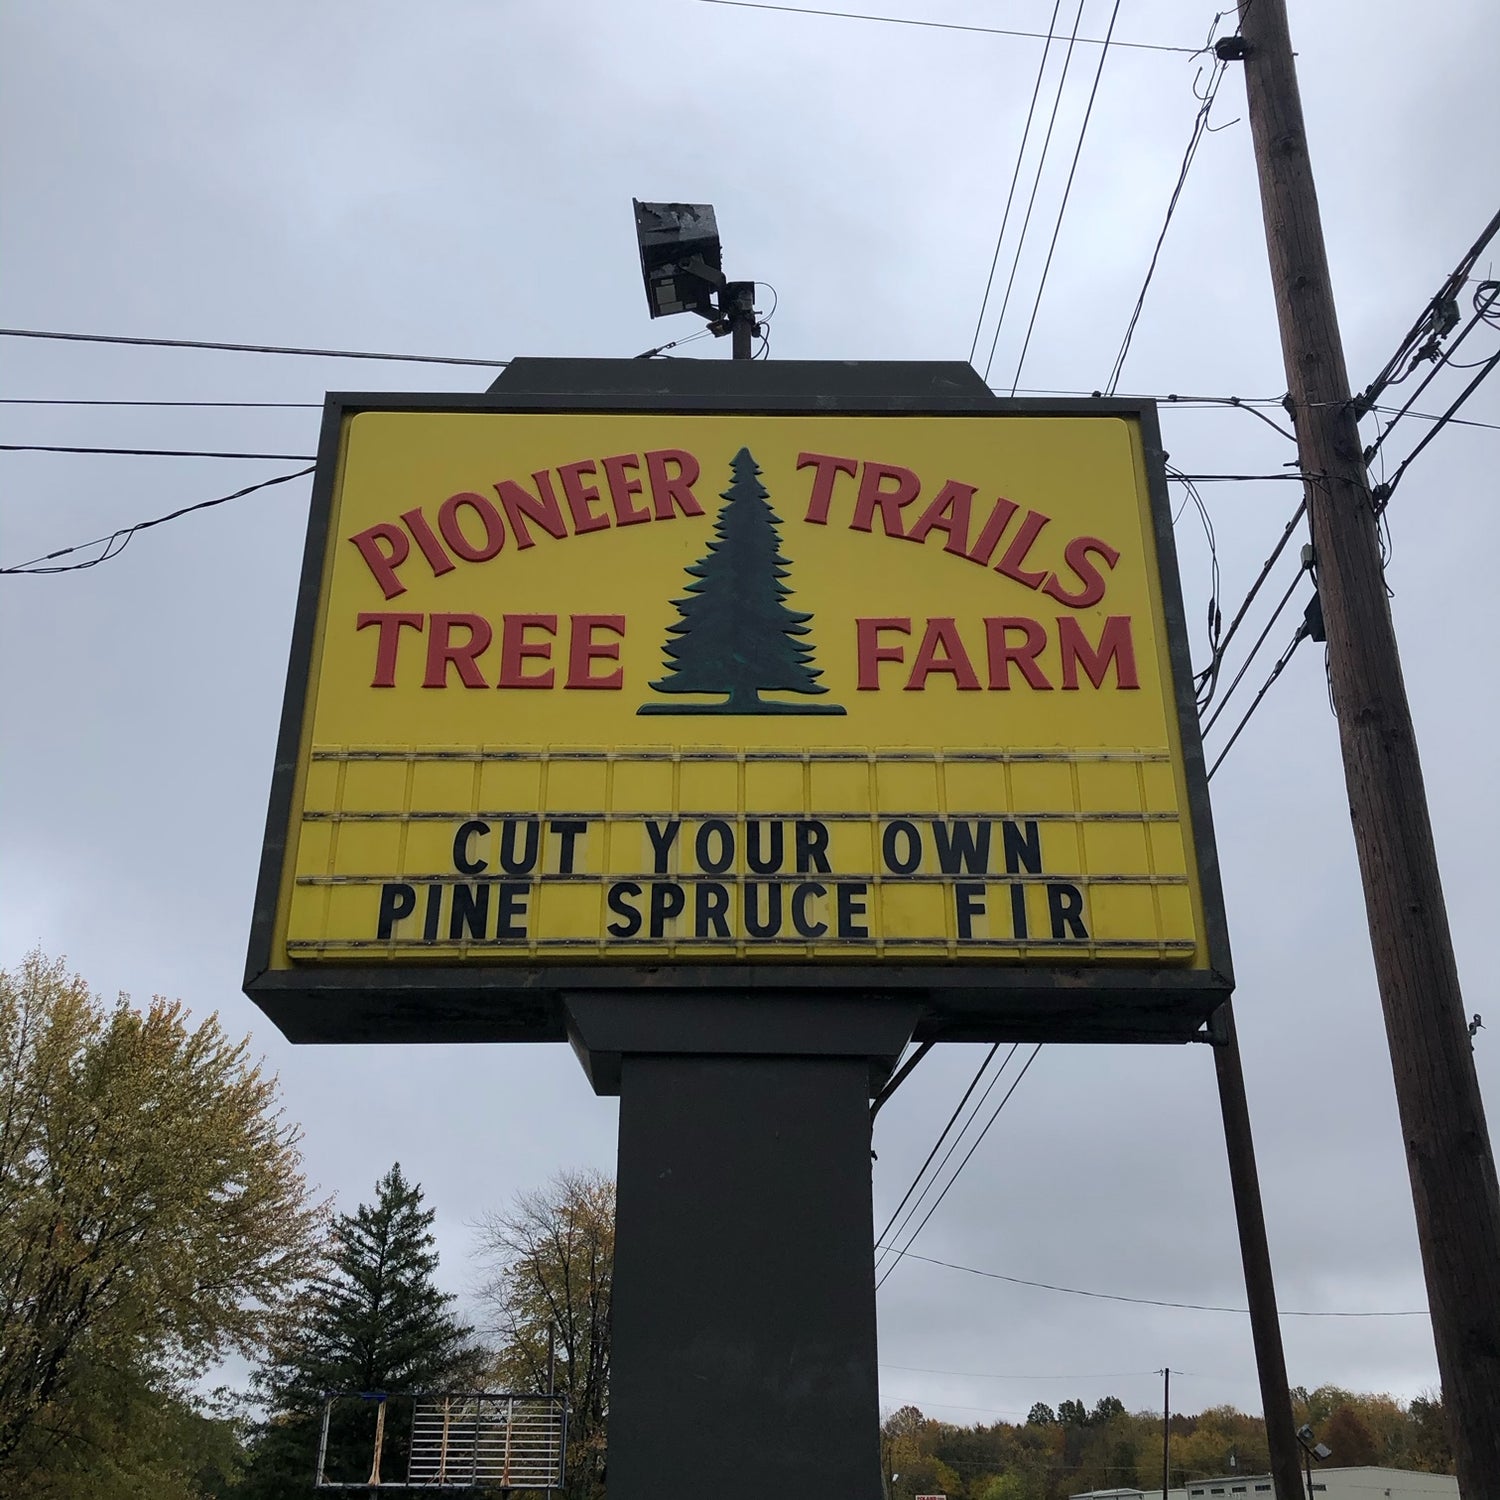 PIONEER TRAILS
TREE FARM
CUT YOUR OWN
PINE SPRUCE FIR